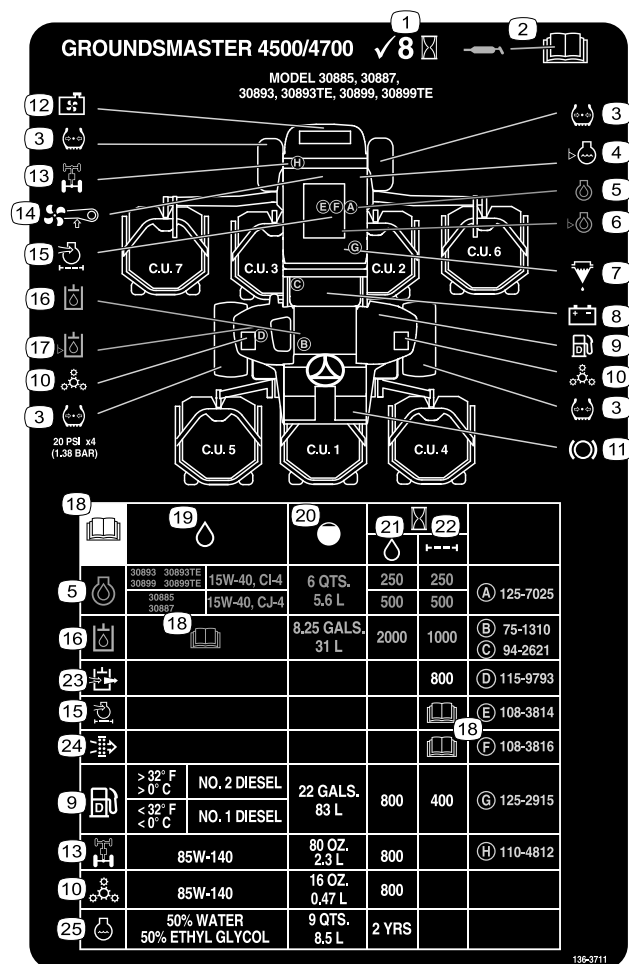 1
2
GROUNDSMASTER 4500/4700 ✓8
MODEL 30885, 30887,
30893, 30893TE, 30899, 30899TE
12
3
3
13
H
4
14
E F A
5
6
15
G
C.U. 7
C.U. 3
C.U. 2
C.U. 6
7
16
C
8
17
D
B
9
10
10
3
3
20 PSI x4
(1.38 BAR)
C.U. 5
C.U. 1
C.U. 4
11
18
19
20
21
22
5
30893 30893TE
30899 30899TE
15W-40, CI-4
30885
30887
15W-40, CJ-4
6 QTS.
5.6 L
250
500
250
500
A 125-7025
16
18
8.25 GALS.
31 L
2000
1000
B 75-1310
C 94-2621
23
800
D 115-9793
15
E 108-3814
18
24
F 108-3816
9
D
> 32° F
> 0° C
NO. 2 DIESEL
< 32° F
< 0° C
NO. 1 DIESEL
22 GALS.
83 L
800
400
G 125-2915
13
85W-140
80 OZ.
2.3 L
800
H 110-4812
10
85W-140
16 OZ.
0.47 L
800
25
50% WATER
50% ETHYL GLYCOL
9 QTS.
8.5 L
2 YRS
136-3711